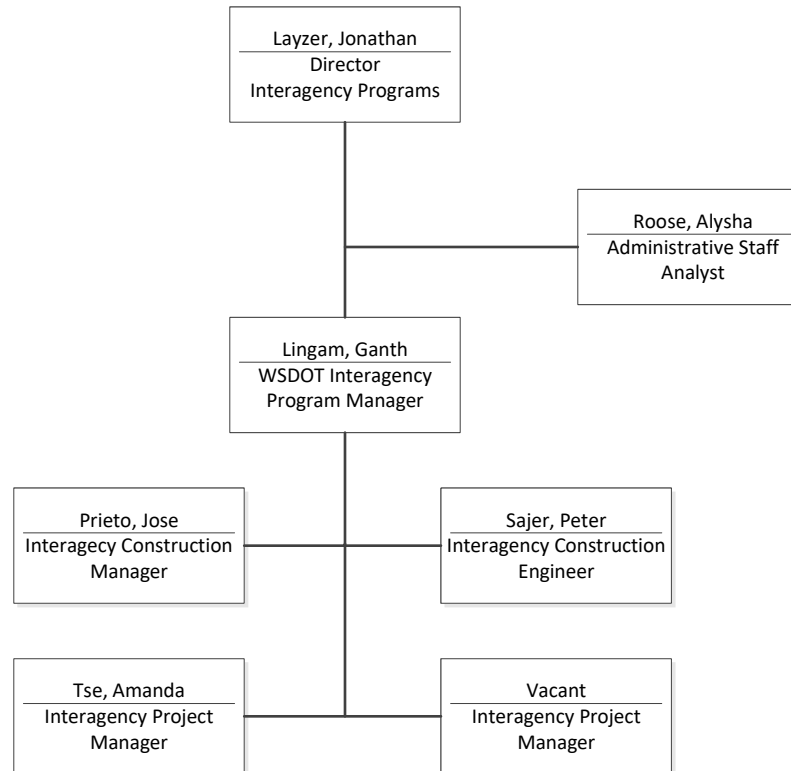 Layzer, Jonathan
Director
Interagency Programs
Roose, Alysha
Administrative Staff
Analyst
Lingam, Ganth
WSDOT Interagency
Program Manager
Prieto, Jose
Interagecy Construction
Manager
Sajer, Peter
Interagency Construction
Engineer
Tse, Amanda
Interagency Project
Manager
Vacant
Interagency Project
Manager